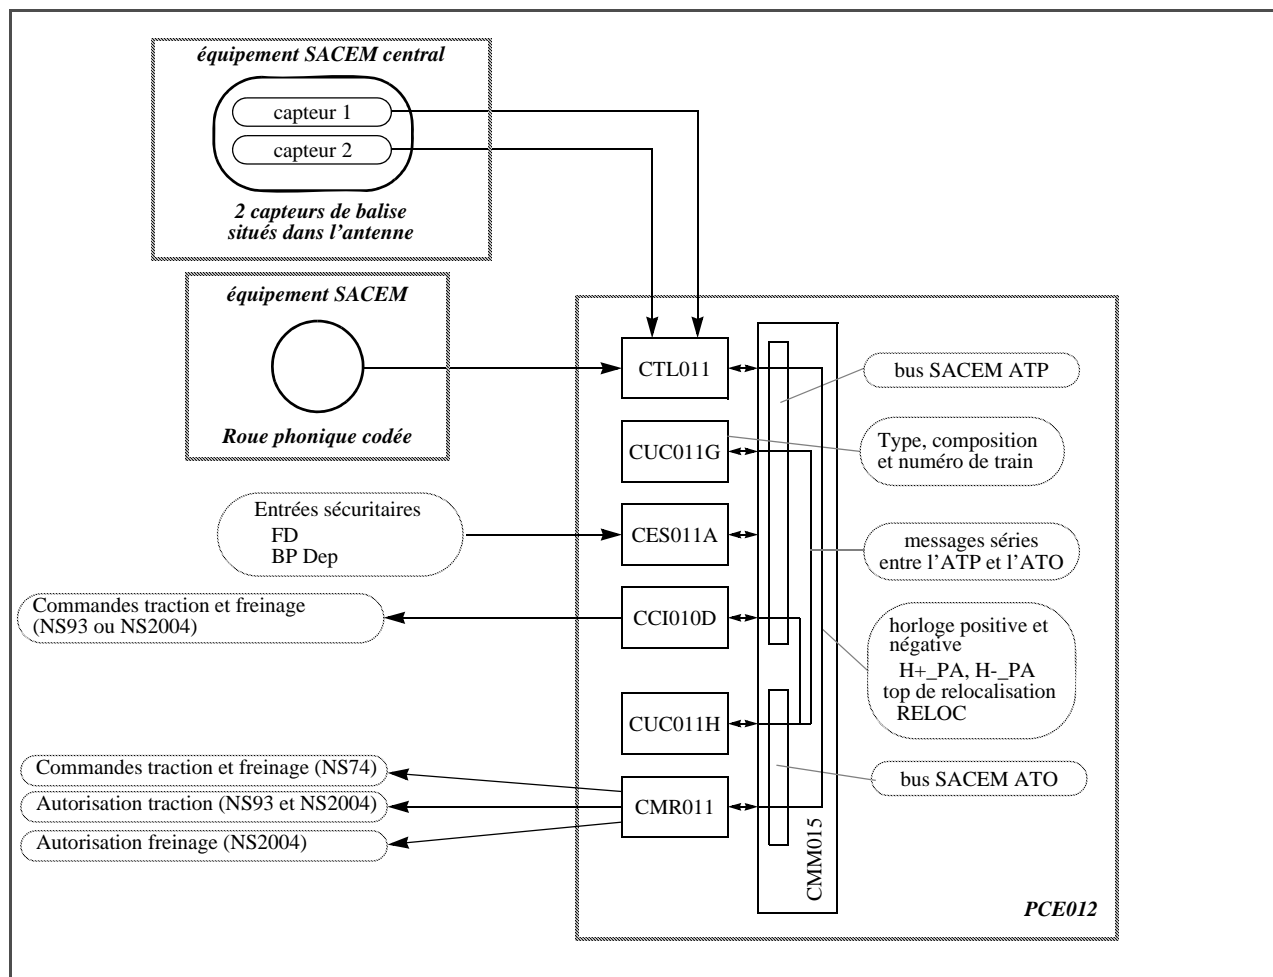 équipement SACEM central
capteur 1
capteur 2
2 capteurs de balise
situés dans l'antenne
équipement SACEM
Roue phonique codée
CTL011
bus SACEM ATP
CUC011G
Type, composition
et numéro de train
Entrées sécuritaires
FD
BP Dep
CES011A
messages séries
entre l'ATP et l'ATO
Commandes traction et freinage
(NS93 ou NS2004)
CCI010D
horloge positive et
négative
H+_PA, H-_PA
top de relocalisation
RELOC
CUC011H
Commandes traction et freinage (NS74)
Autorisation traction (NS93 et NS2004)
Autorisation freinage (NS2004)
CMR011
bus SACEM ATO
CMM015
PCE012